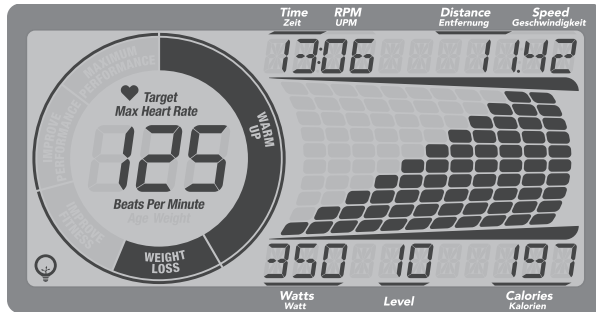 Time RPM Distance Speed
Zeit UPM Entfernung Geschwindigkeit
13:06 11.42
MAXIMUM
PERFORMANCE
IMPROVE
PERFORMANCE
IMPROVE
FITNESS
WEIGHT
LOSS
WARM
UP
Target
Max Heart Rate
125
Beats Per Minute
Age Weight
350 10 197
Watts Level Calories
Watt Kalorien